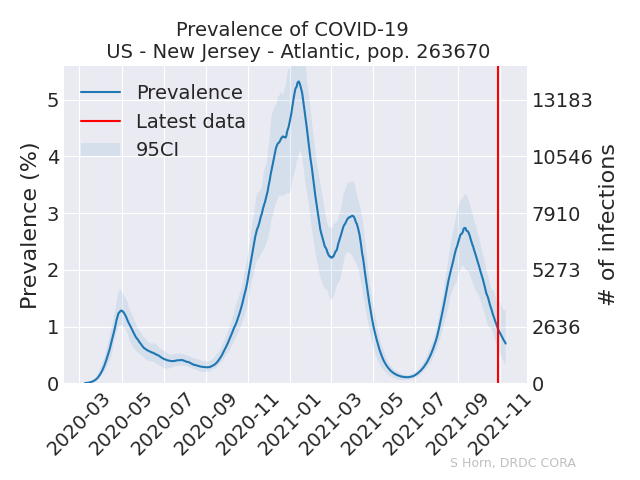 Prevalence of COVID-19
US - New Jersey - Atlantic, pop. 263670
Prevalence
Latest data
95CI
Prevalence (%)
5
4
3
2
1
0
13183
10546
7910
5273
2636
0
# of infections
2020-03
2020-05
2020-07
2020-09
2020-11
2021-01
2021-03
2021-05
2021-07
2021-09
2021-11
S Horn, DRDC CORA